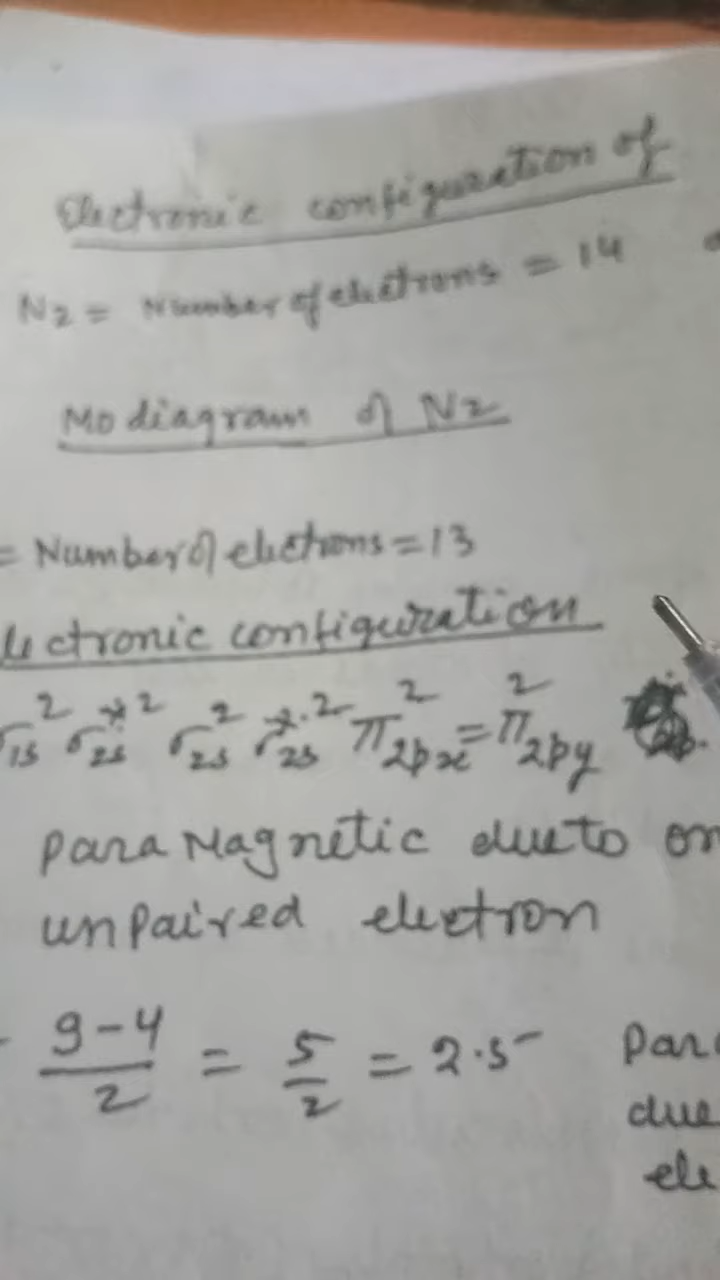 Electronic configuration of
N2 = Number of electrons = 14
Mo diagram of N2
= Number of electrons = 13
lectronic configuration
σ1s² σ*2s² σ2s² σ*2s² π2px² = π2py²
para Magnetic due to on
unpaired electron
9-4/2 = 5/2 = 2.5
para
due
ele